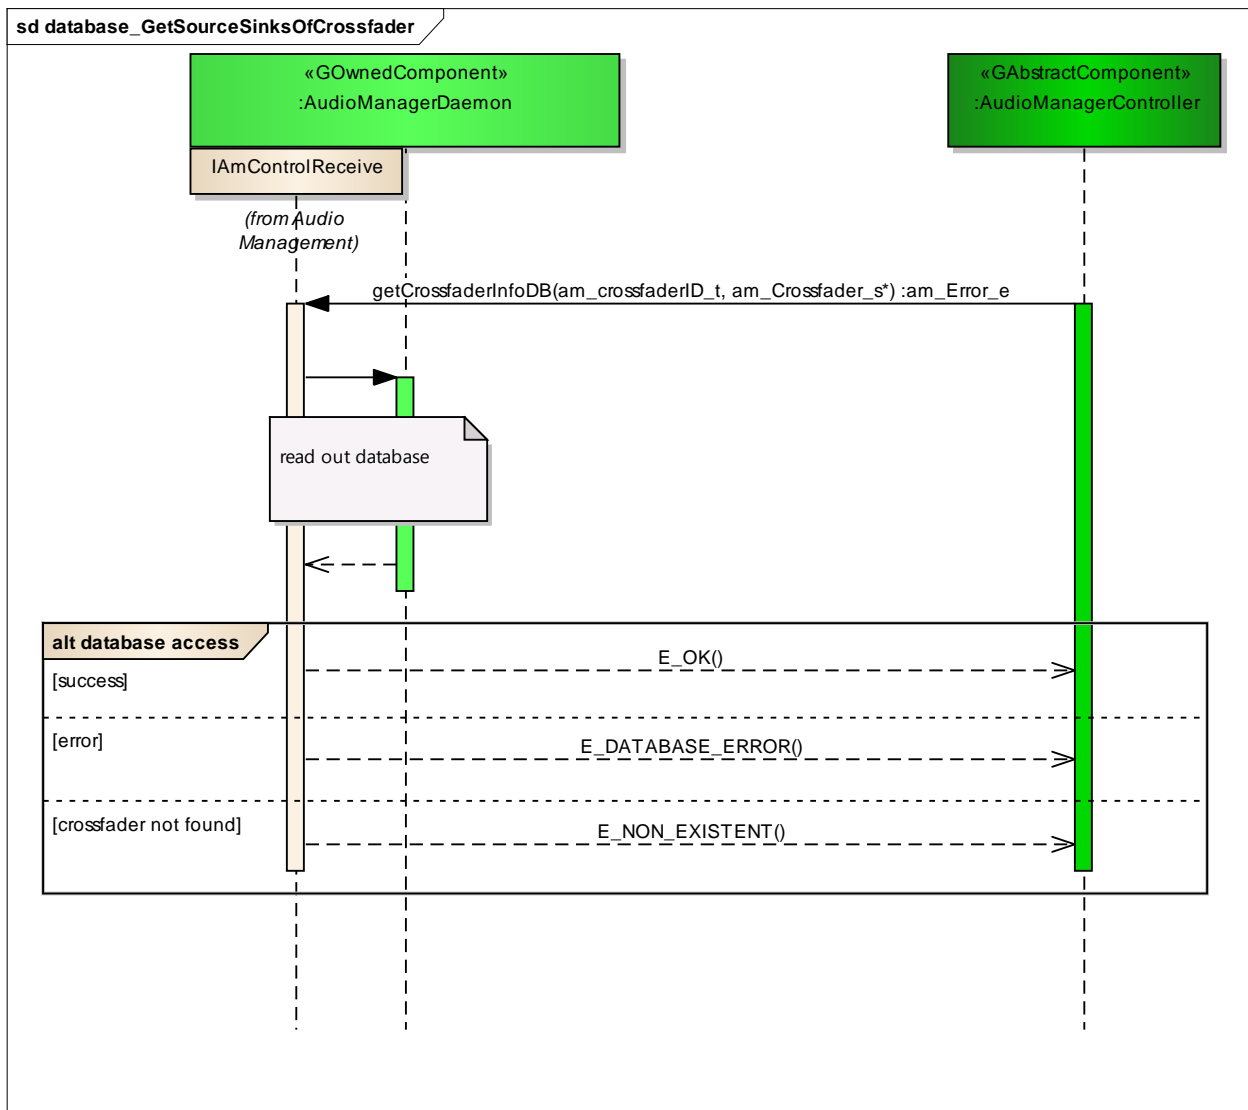 sd database_GetSourceSinksOfCrossfader
«GOwnedComponent»
:AudioManagerDaemon
«GAbstractComponent»
:AudioManagerController
IAmControlReceive
(from Audio
Management)
getCrossfaderInfoDB(am_crossfaderID_t, am_Crossfader_s*) :am_Error_e
read out database
alt database access
E_OK()
[success]
[error]
E_DATABASE_ERROR()
[crossfader not found]
E_NON_EXISTENT()